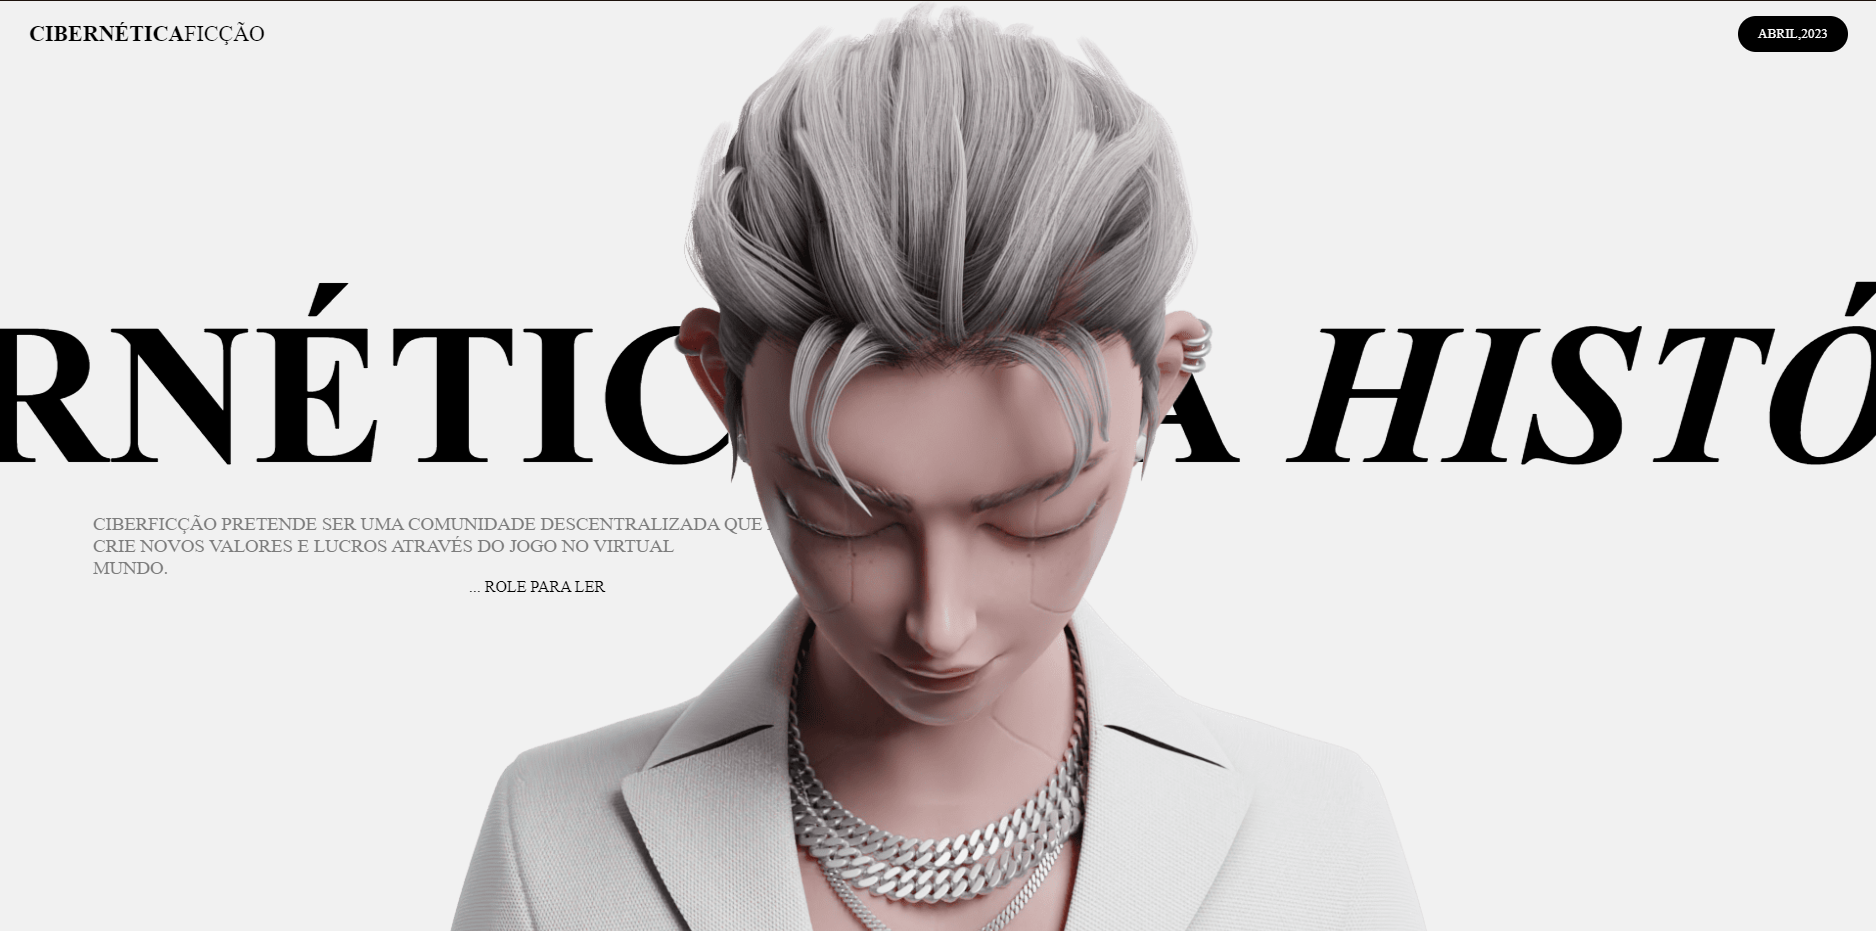 CIBERNÉTICAFICÇÃO
ABRIL,2023
RNÉTIC A HISTÓ
CIBERFICÇÃO PRETENDE SER UMA COMUNIDADE DESCENTRALIZADA QUE
CRIE NOVOS VALORES E LUCROS ATRAVÉS DO JOGO NO VIRTUAL
MUNDO.
... ROLE PARA LER